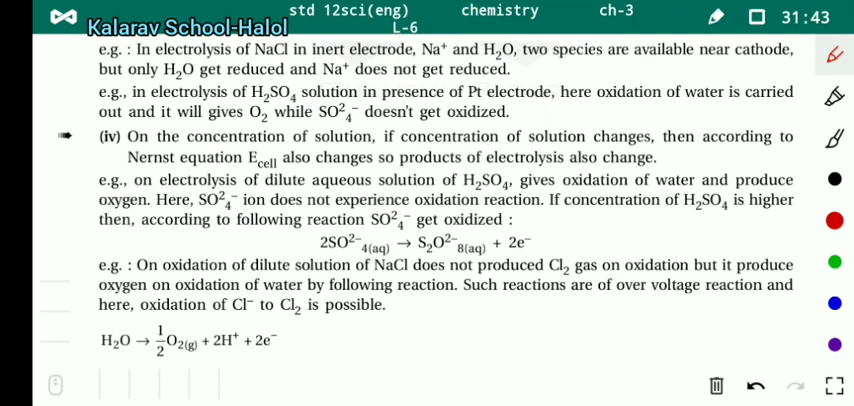 std 12sci(eng) chemistry ch-3 31:43
Kalarav School-Halol L-6
e.g. : In electrolysis of NaCl in inert electrode, Na⁺ and H₂O, two species are available near cathode,
but only H₂O get reduced and Na⁺ does not get reduced.
e.g., in electrolysis of H₂SO₄ solution in presence of Pt electrode, here oxidation of water is carried
out and it will gives O₂ while SO²₄⁻ doesn't get oxidized.
(iv) On the concentration of solution, if concentration of solution changes, then according to
Nernst equation E_cell also changes so products of electrolysis also change.
e.g., on electrolysis of dilute aqueous solution of H₂SO₄, gives oxidation of water and produce
oxygen. Here, SO²₄⁻ ion does not experience oxidation reaction. If concentration of H₂SO₄ is higher
then, according to following reaction SO²₄⁻ get oxidized :
2SO²⁻₄(aq) → S₂O²⁻₈(aq) + 2e⁻
e.g. : On oxidation of dilute solution of NaCl does not produced Cl₂ gas on oxidation but it produce
oxygen on oxidation of water by following reaction. Such reactions are of over voltage reaction and
here, oxidation of Cl⁻ to Cl₂ is possible.
H₂O → 1/2 O₂(g) + 2H⁺ + 2e⁻